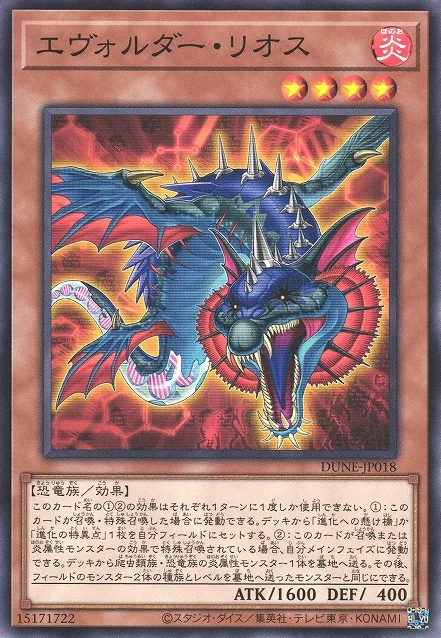 エヴォルダー・リオス
炎
DUNE-JP018
【恐竜族/効果】
このカード名の①②の効果はそれぞれ1ターンに1度しか使用できない。①:この
カードが召喚・特殊召喚した場合に発動できる。デッキから「進化への懸け橋」か
「進化の特異点」1枚を自分フィールドにセットする。②:このカードが召喚または
炎属性モンスターの効果で特殊召喚されている場合、自分メインフェイズに発動
できる。デッキから爬虫類族・恐竜族の炎属性モンスター1体を墓地へ送る。その後、
フィールドのモンスター2体の種族とレベルを墓地へ送ったモンスターと同じにできる。
ATK/1600 DEF/ 400
15171722
©スタジオ・ダイス/集英社・テレビ東京・KONAMI